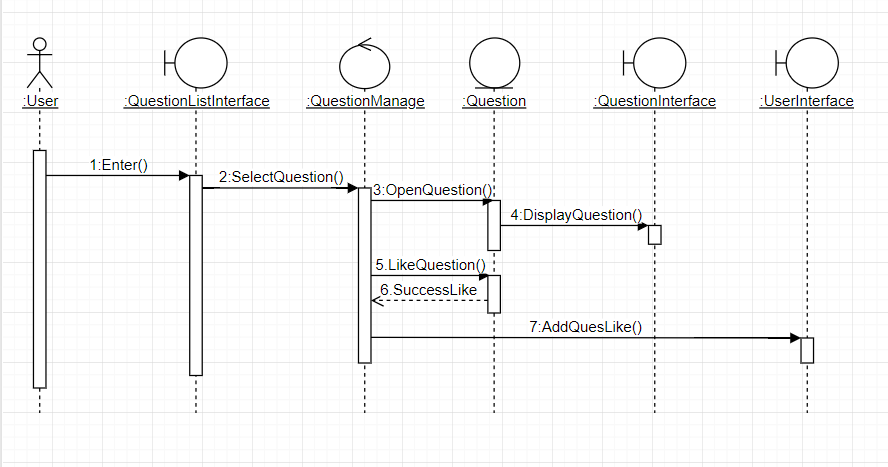 :User
:QuestionListInterface
:QuestionManage
:Question
:QuestionInterface
:UserInterface
1:Enter()
2:SelectQuestion()
3:OpenQuestion()
4:DisplayQuestion()
5.LikeQuestion()
6.SuccessLike
7:AddQuesLike()